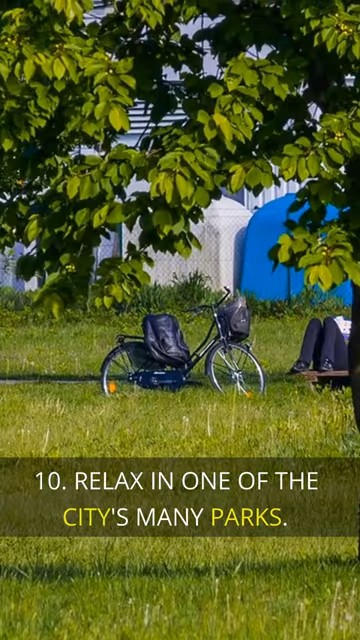 10. RELAX IN ONE OF THE
CITY'S MANY PARKS.